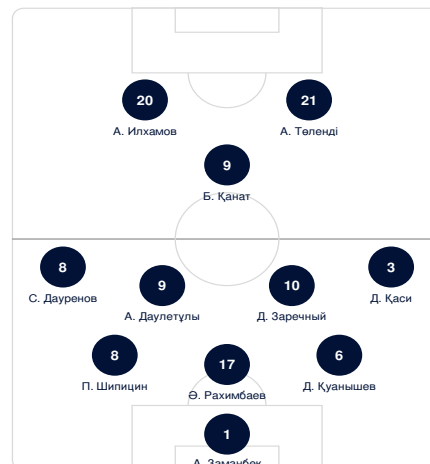 20
21
А. Илхамов
А. Төленді
9
Б. Қанат
8
3
С. Дауренов
Д. Қаси
9
10
А. Даулетұлы
Д. Заречный
8
17
6
П. Шипицин
Ә. Рахимбаев
Д. Қуанышев
1
А. Заманбек